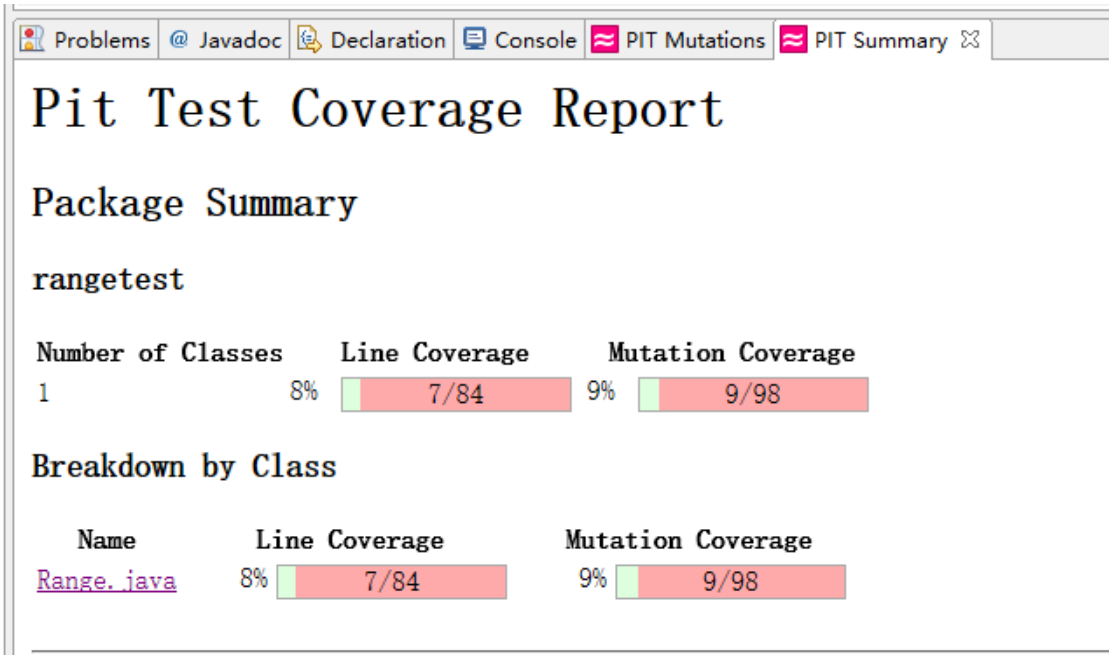 Problems @ Javadoc Declaration Console PIT Mutations PIT Summary
Pit Test Coverage Report
Package Summary
rangetest
Number of Classes Line Coverage Mutation Coverage
1 8% 7/84 9% 9/98
Breakdown by Class
Name Line Coverage Mutation Coverage
Range.java 8% 7/84 9% 9/98